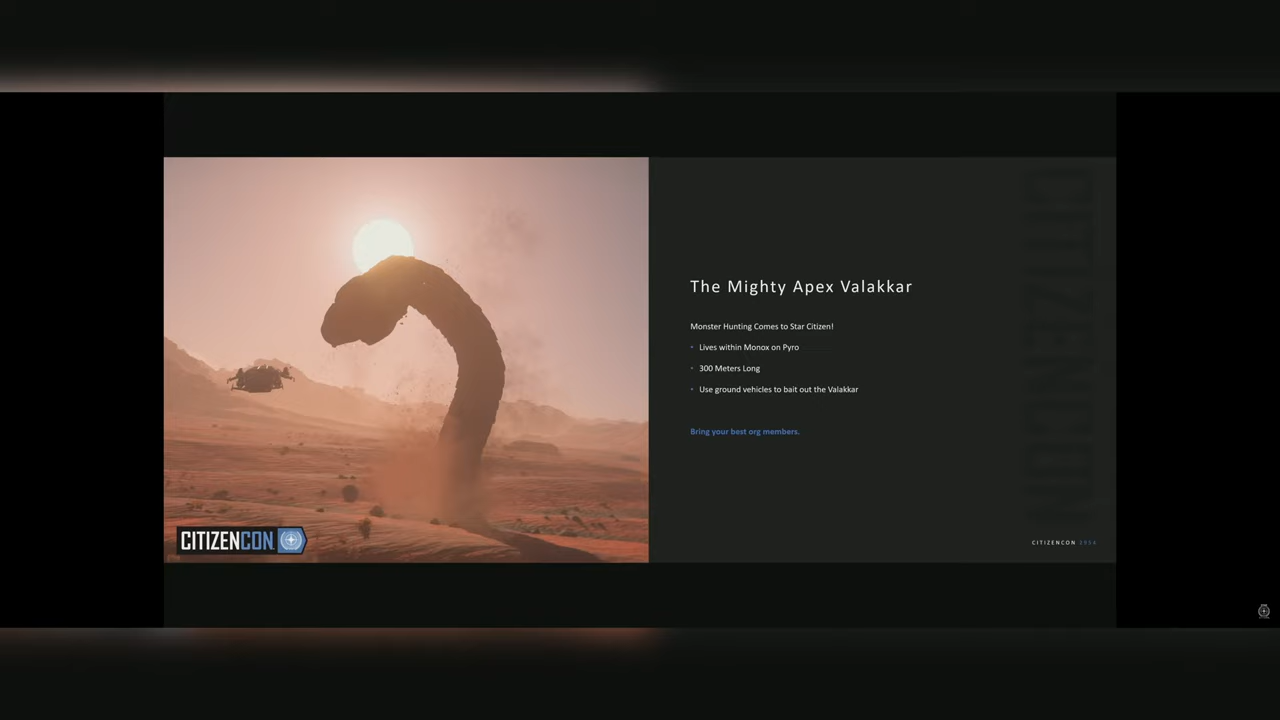 The Mighty Apex Valakkar
Monster Hunting Comes to Star Citizen!
Lives within Monox on Pyro
300 Meters Long
Use ground vehicles to bait out the Valakkar
Bring your best org members.
CITIZENCON
CITIZENCON
CITIZENCON 2954